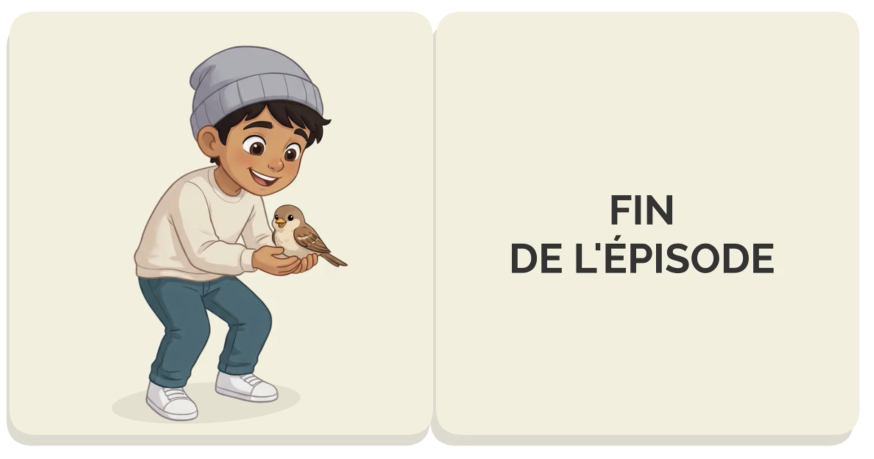 FIN
DE L'ÉPISODE